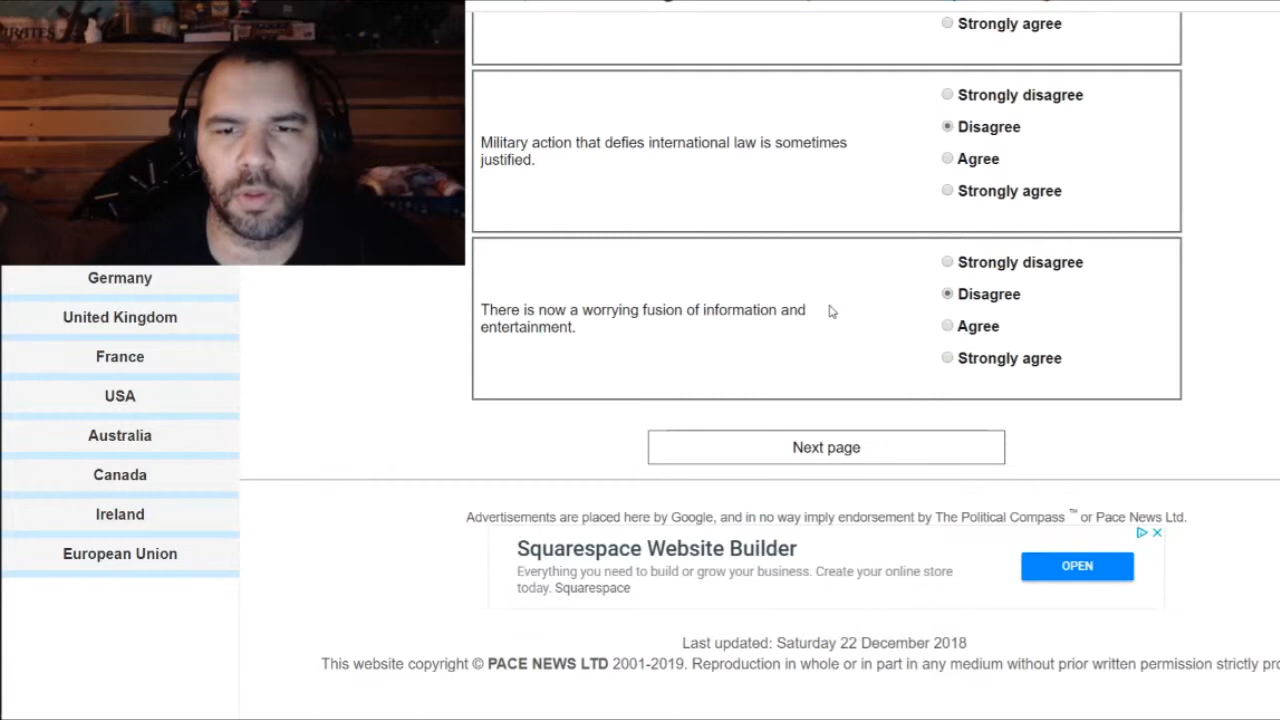 Strongly agree
Strongly disagree
Disagree
Military action that defies international law is sometimes
justified.
Agree
Strongly agree
Strongly disagree
Disagree
There is now a worrying fusion of information and
entertainment.
Agree
Strongly agree
Next page
Germany
United Kingdom
France
USA
Australia
Canada
Ireland
European Union
Advertisements are placed here by Google, and in no way imply endorsement by The Political Compass ™ or Pace News Ltd.
Squarespace Website Builder
Everything you need to build or grow your business. Create your online store
today. Squarespace
OPEN
Last updated: Saturday 22 December 2018
This website copyright © PACE NEWS LTD 2001-2019. Reproduction in whole or in part in any medium without prior written permission strictly pro